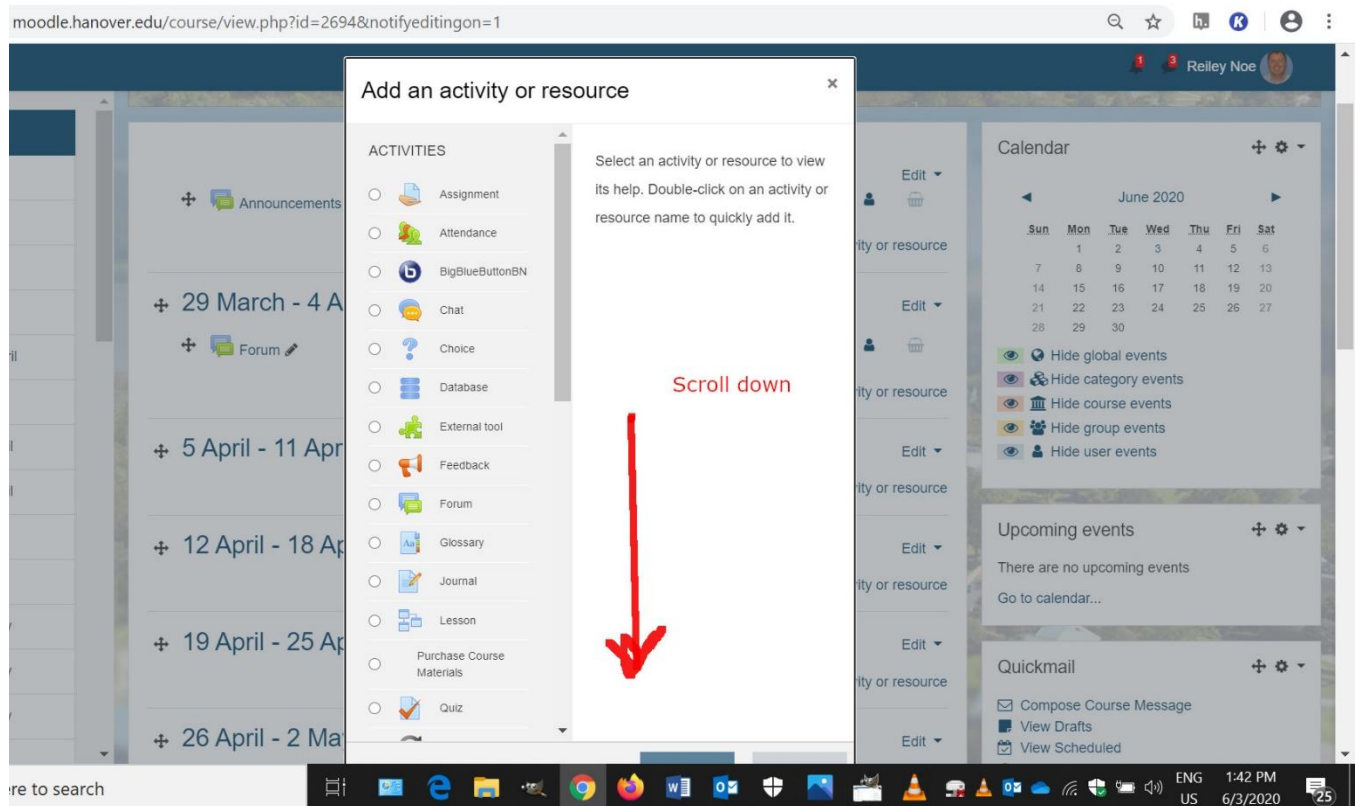 moodle.hanover.edu/course/view.php?id=2694&notifyeditingon=1
Reiley Noe
1
3
Add an activity or resource
×
ACTIVITIES
Assignment
Attendance
BigBlueButtonBN
Chat
Choice
Database
External tool
Feedback
Forum
Glossary
Journal
Lesson
Purchase Course
Materials
Quiz
Select an activity or resource to view
its help. Double-click on an activity or
resource name to quickly add it.
Scroll down
Announcements
Edit
ity or resource
29 March - 4 A
Edit
Forum
ity or resource
5 April - 11 Apr
Edit
ity or resource
12 April - 18 Ap
Edit
ity or resource
19 April - 25 Ap
Edit
ity or resource
26 April - 2 Ma
Edit
Calendar
June 2020
Sun Mon Tue Wed Thu Fri Sat
1 2 3 4 5 6
7 8 9 10 11 12 13
14 15 16 17 18 19 20
21 22 23 24 25 26 27
28 29 30
Hide global events
Hide category events
Hide course events
Hide group events
Hide user events
Upcoming events
There are no upcoming events
Go to calendar...
Quickmail
Compose Course Message
View Drafts
View Scheduled
ere to search
ENG
US
1:42 PM
6/3/2020
25